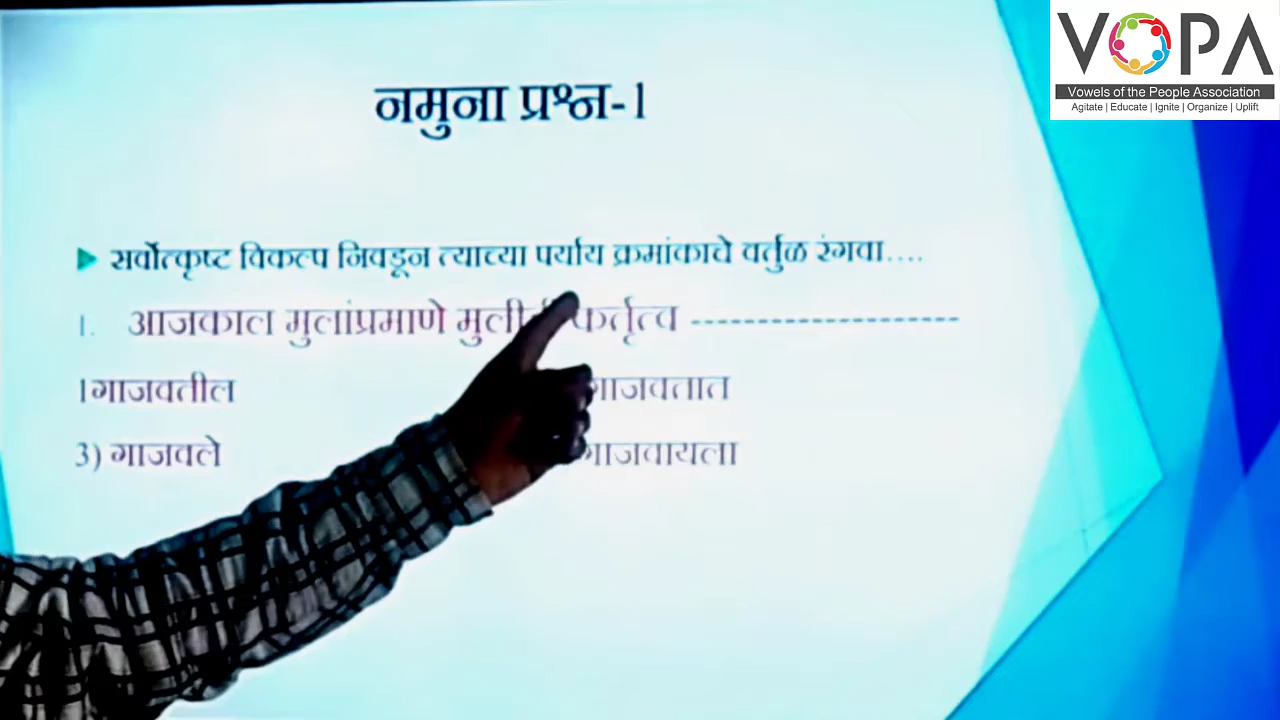 VOPA
Vowels of the People Association
Agitate | Educate | Ignite | Organize | Uplift
नमुना प्रश्न-1
सर्वोत्कृष्ट विकल्प निवडून त्याच्या पर्याय क्रमांकाचे वर्तुळ रंगवा....
1. आजकाल मुलांप्रमाणे कर्तृत्व --------------------
1गाजवतील गाजवतात
3) गाजवले गाजवायला